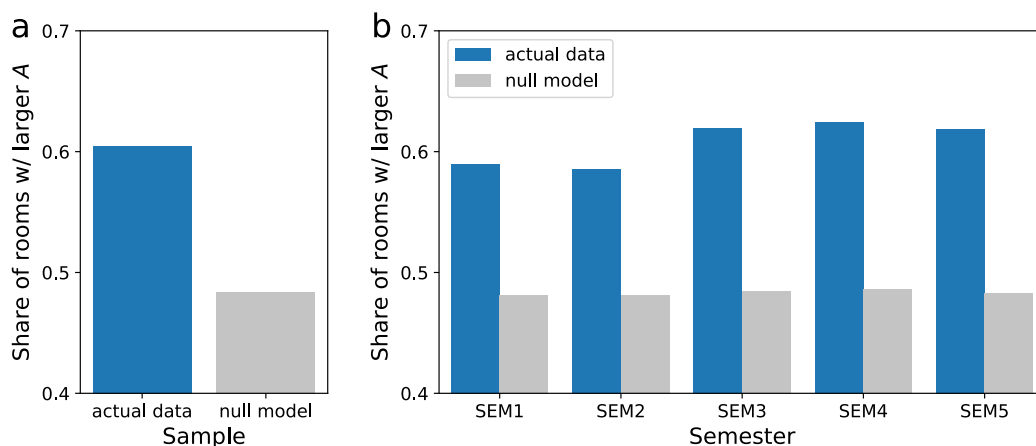 a
0.7
0.6
0.5
0.4
Share of rooms w/ larger A
actual data null model
Sample
b
actual data
null model
0.7
0.6
0.5
0.4
Share of rooms w/ larger A
SEM1 SEM2 SEM3 SEM4 SEM5
Semester